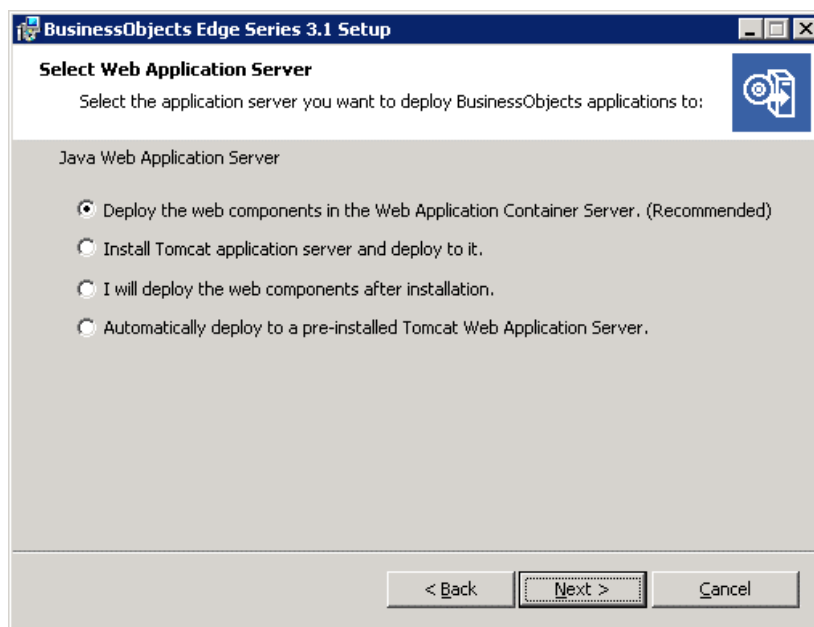 BusinessObjects Edge Series 3.1 Setup
Select Web Application Server
Select the application server you want to deploy BusinessObjects applications to:
Java Web Application Server
Deploy the web components in the Web Application Container Server. (Recommended)
Install Tomcat application server and deploy to it.
I will deploy the web components after installation.
Automatically deploy to a pre-installed Tomcat Web Application Server.
< Back
Next >
Cancel